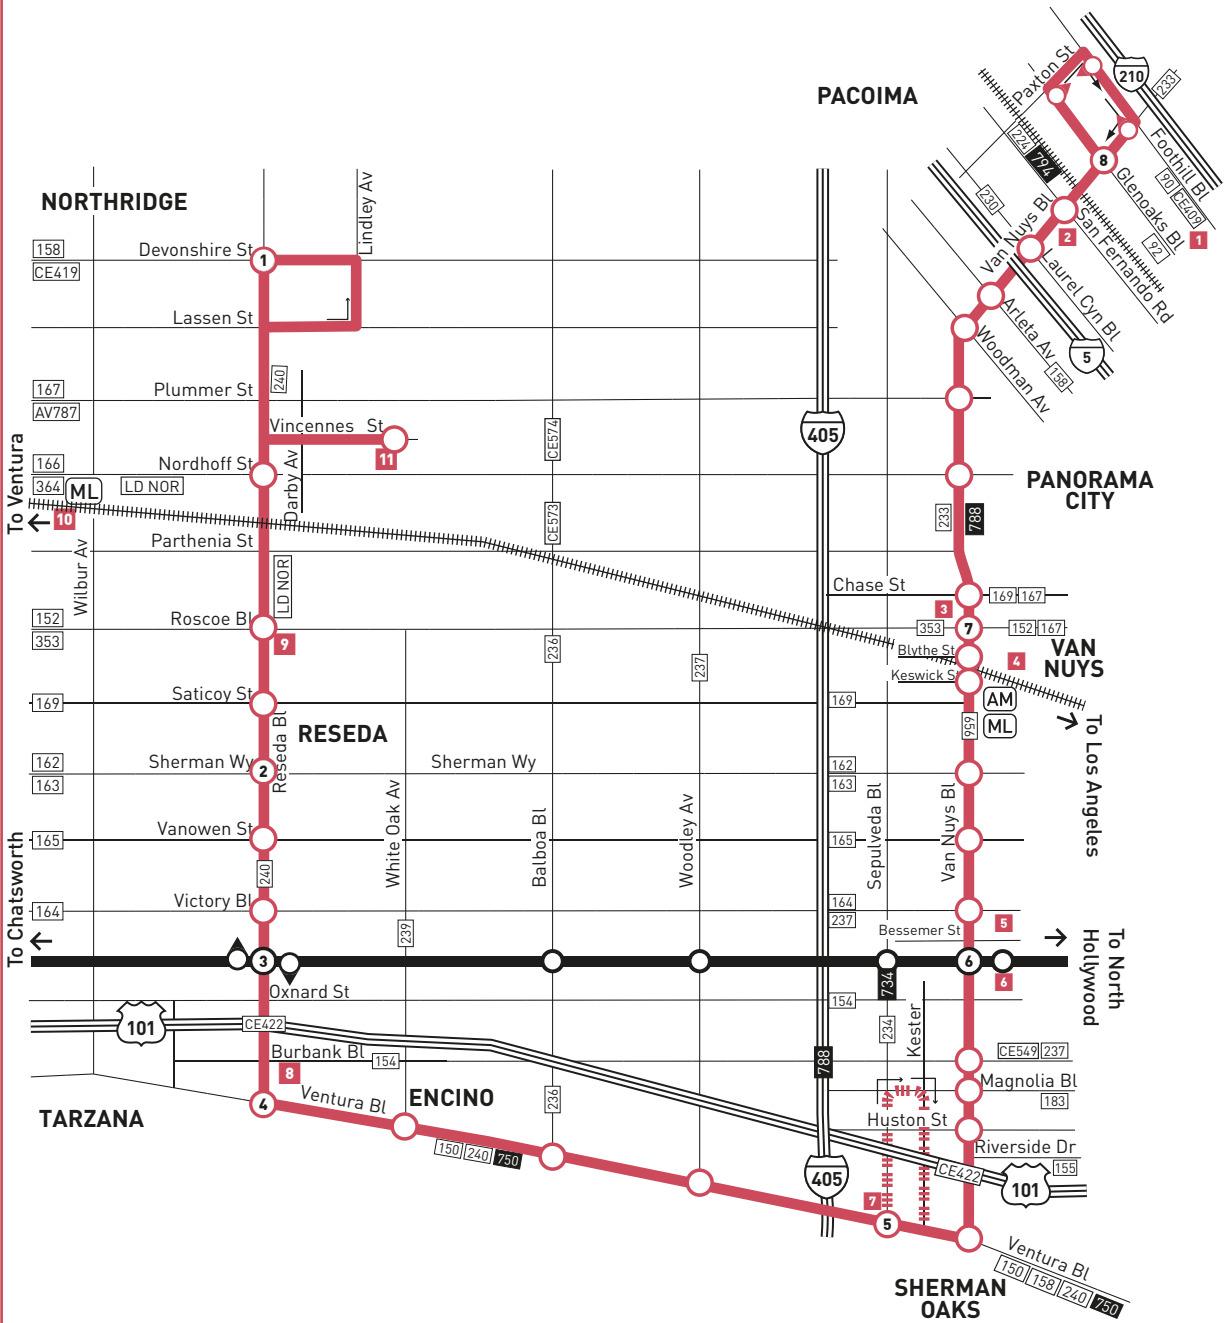 PACOIMA
Paxton St
210
233
Foothill Bl
90
CE409
1
224
794
8
Glenoaks Bl
92
230
Van Nuys Bl
2
San Fernando Rd
Laurel Cyn Bl
5
Arleta Av
158
Woodman Av
NORTHRIDGE
Lindley Av
158
CE419
Devonshire St
1
Lassen St
167
AV787
Plummer St
240
Vincennes St
11
Darby Av
CE574
405
166
364
ML
LD NOR
Nordhoff St
PANORAMA
CITY
To Ventura
10
233
788
CE573
Parthenia St
Wilbur Av
LD NOR
Chase St
169
167
3
152
353
Roscoe Bl
9
236
353
7
152
167
VAN
NUYS
Blythe St
4
237
Keswick St
169
Saticoy St
169
AM
ML
656
To Los Angeles
Reseda Bl
RESEDA
162
163
Sherman Wy
2
Sherman Wy
162
163
White Oak Av
Balboa Bl
Woodley Av
Sepulveda Bl
Van Nuys Bl
165
Vanowen St
165
240
164
Victory Bl
164
237
5
239
Bessemer St
To Chatsworth
3
6
6
To North
Hollywood
Oxnard St
734
154
101
CE422
234
Kester
Burbank Bl
154
788
CE549
237
8
Magnolia Bl
183
TARZANA
4
Ventura Bl
ENCINO
236
Huston St
150
240
750
Riverside Dr
155
405
CE422
101
7
5
Ventura Bl
150
158
240
750
SHERMAN
OAKS